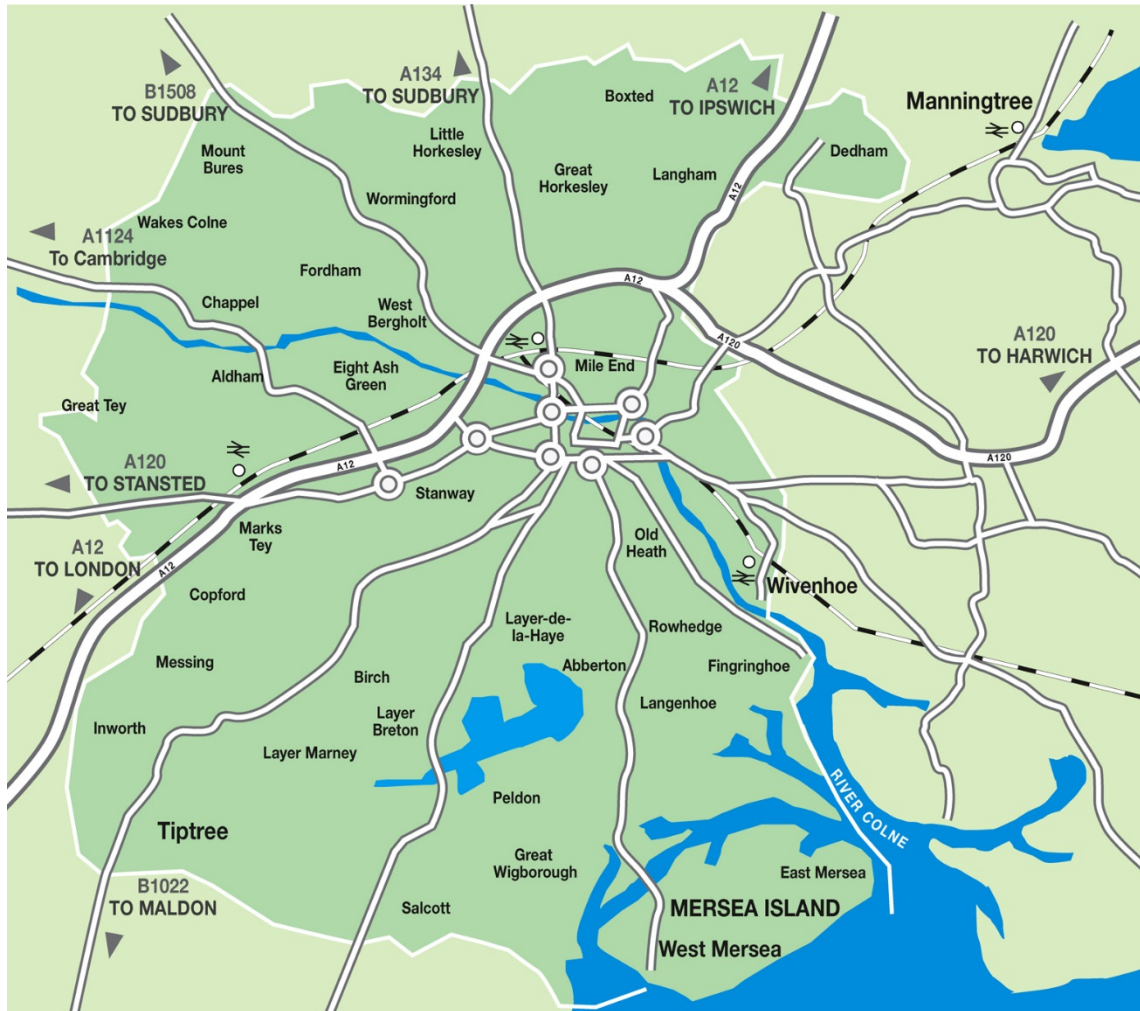 B1508
TO SUDBURY
A134
TO SUDBURY
A12
TO IPSWICH
Boxted
Manningtree
Mount
Bures
Little
Horkesley
Great
Horkesley
Langham
Dedham
A12
Wormingford
Wakes Colne
A1124
To Cambridge
Fordham
Chappel
West
Bergholt
A12
A120
A120
TO HARWICH
Aldham
Eight Ash
Green
Mile End
Great Tey
A120
TO STANSTED
A12
A120
Stanway
Marks
Tey
A12
TO LONDON
A12
Old
Heath
Wivenhoe
Copford
Messing
Layer-de-
la-Haye
Rowhedge
Abberton
Fingringhoe
Birch
Inworth
Layer
Breton
Langenhoe
Layer Marney
Peldon
RIVER COLNE
Tiptree
Great
Wigborough
East Mersea
B1022
TO MALDON
Salcott
MERSEA ISLAND
West Mersea